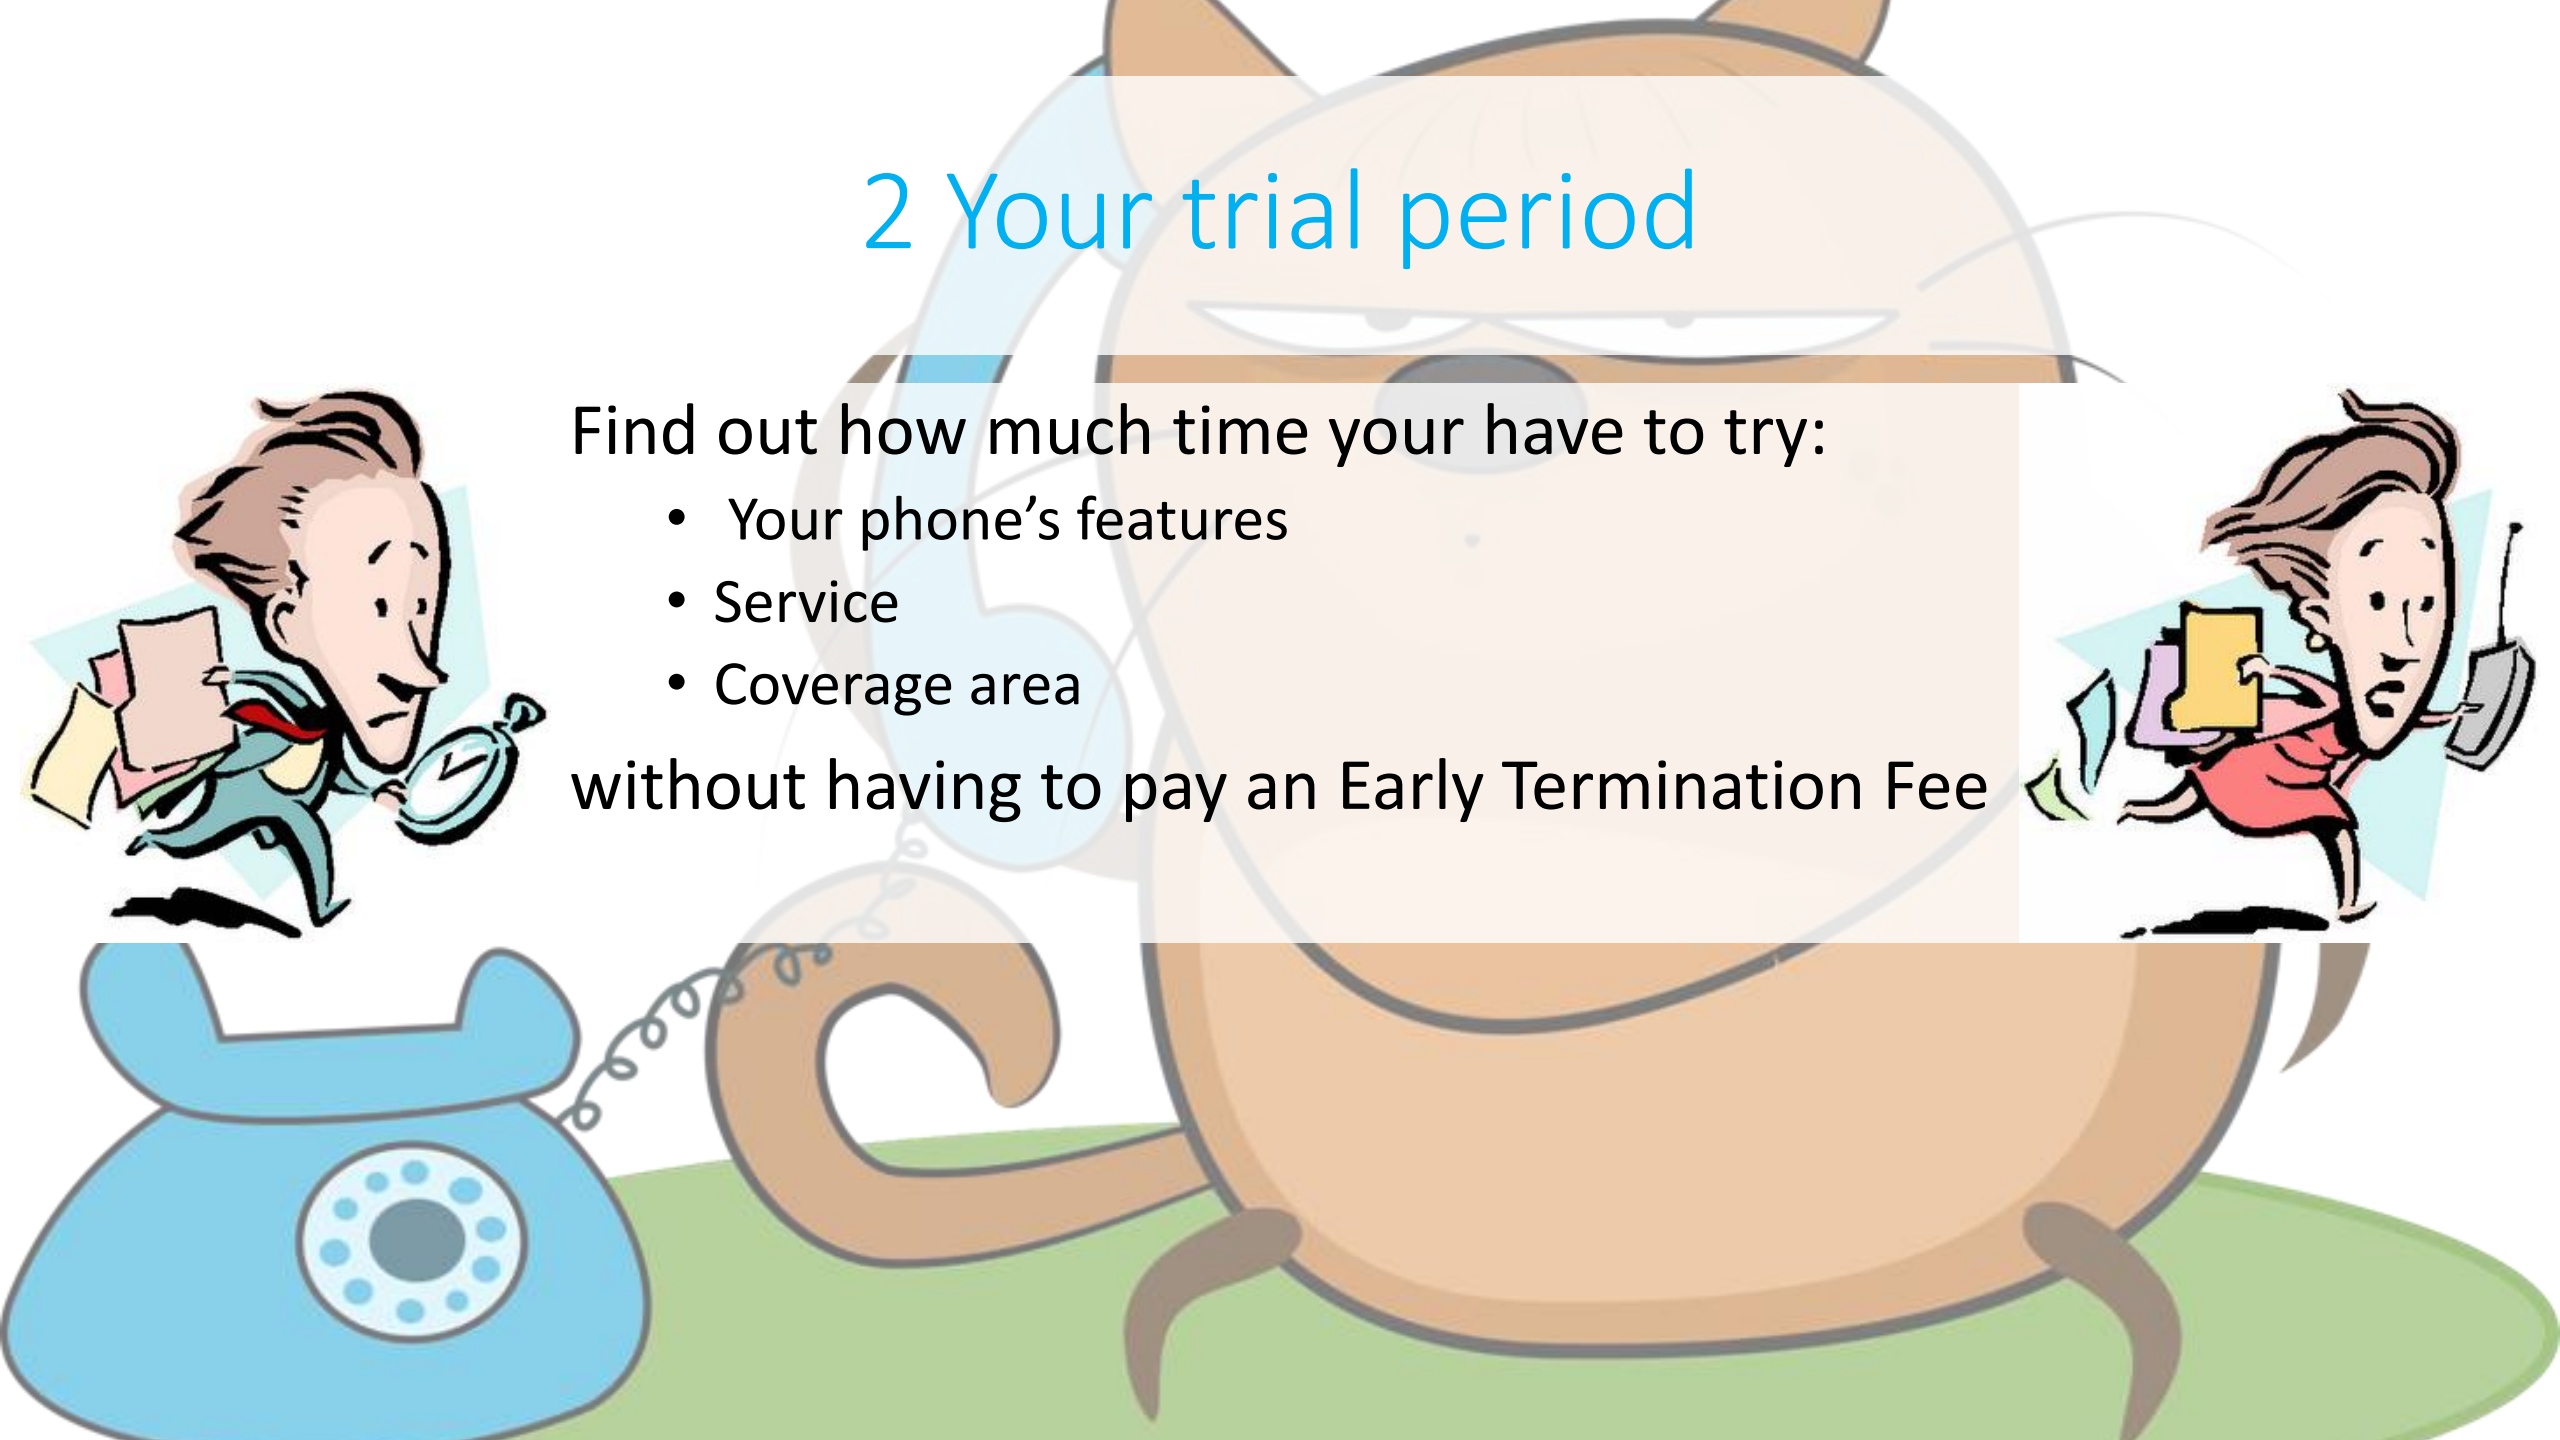 2 Your trial period
Find out how much time your have to try:
• Your phone’s features
• Service
• Coverage area
without having to pay an Early Termination Fee